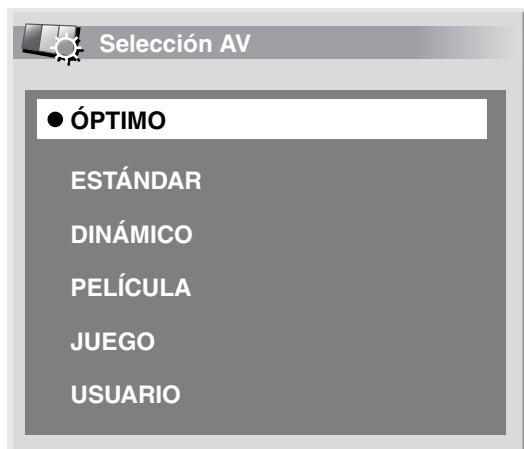 Selección AV
ÓPTIMO
ESTÁNDAR
DINÁMICO
PELÍCULA
JUEGO
USUARIO